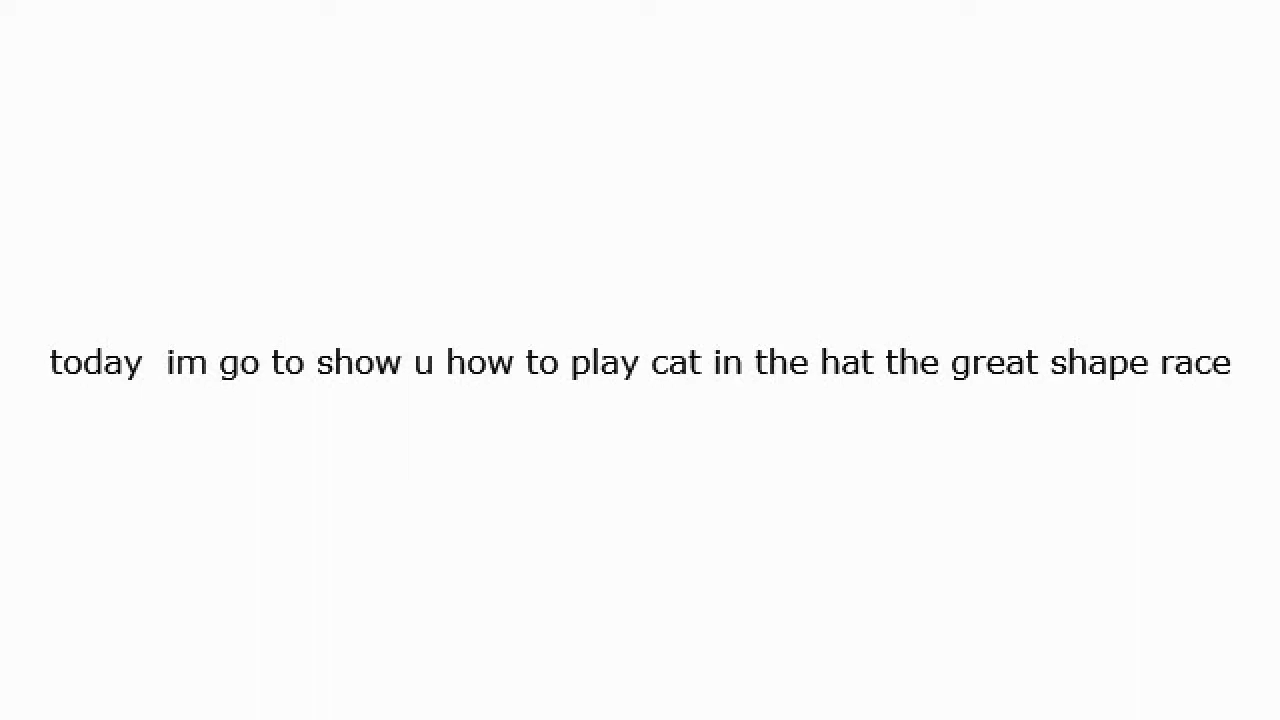 today  im go to show u how to play cat in the hat the great shape race